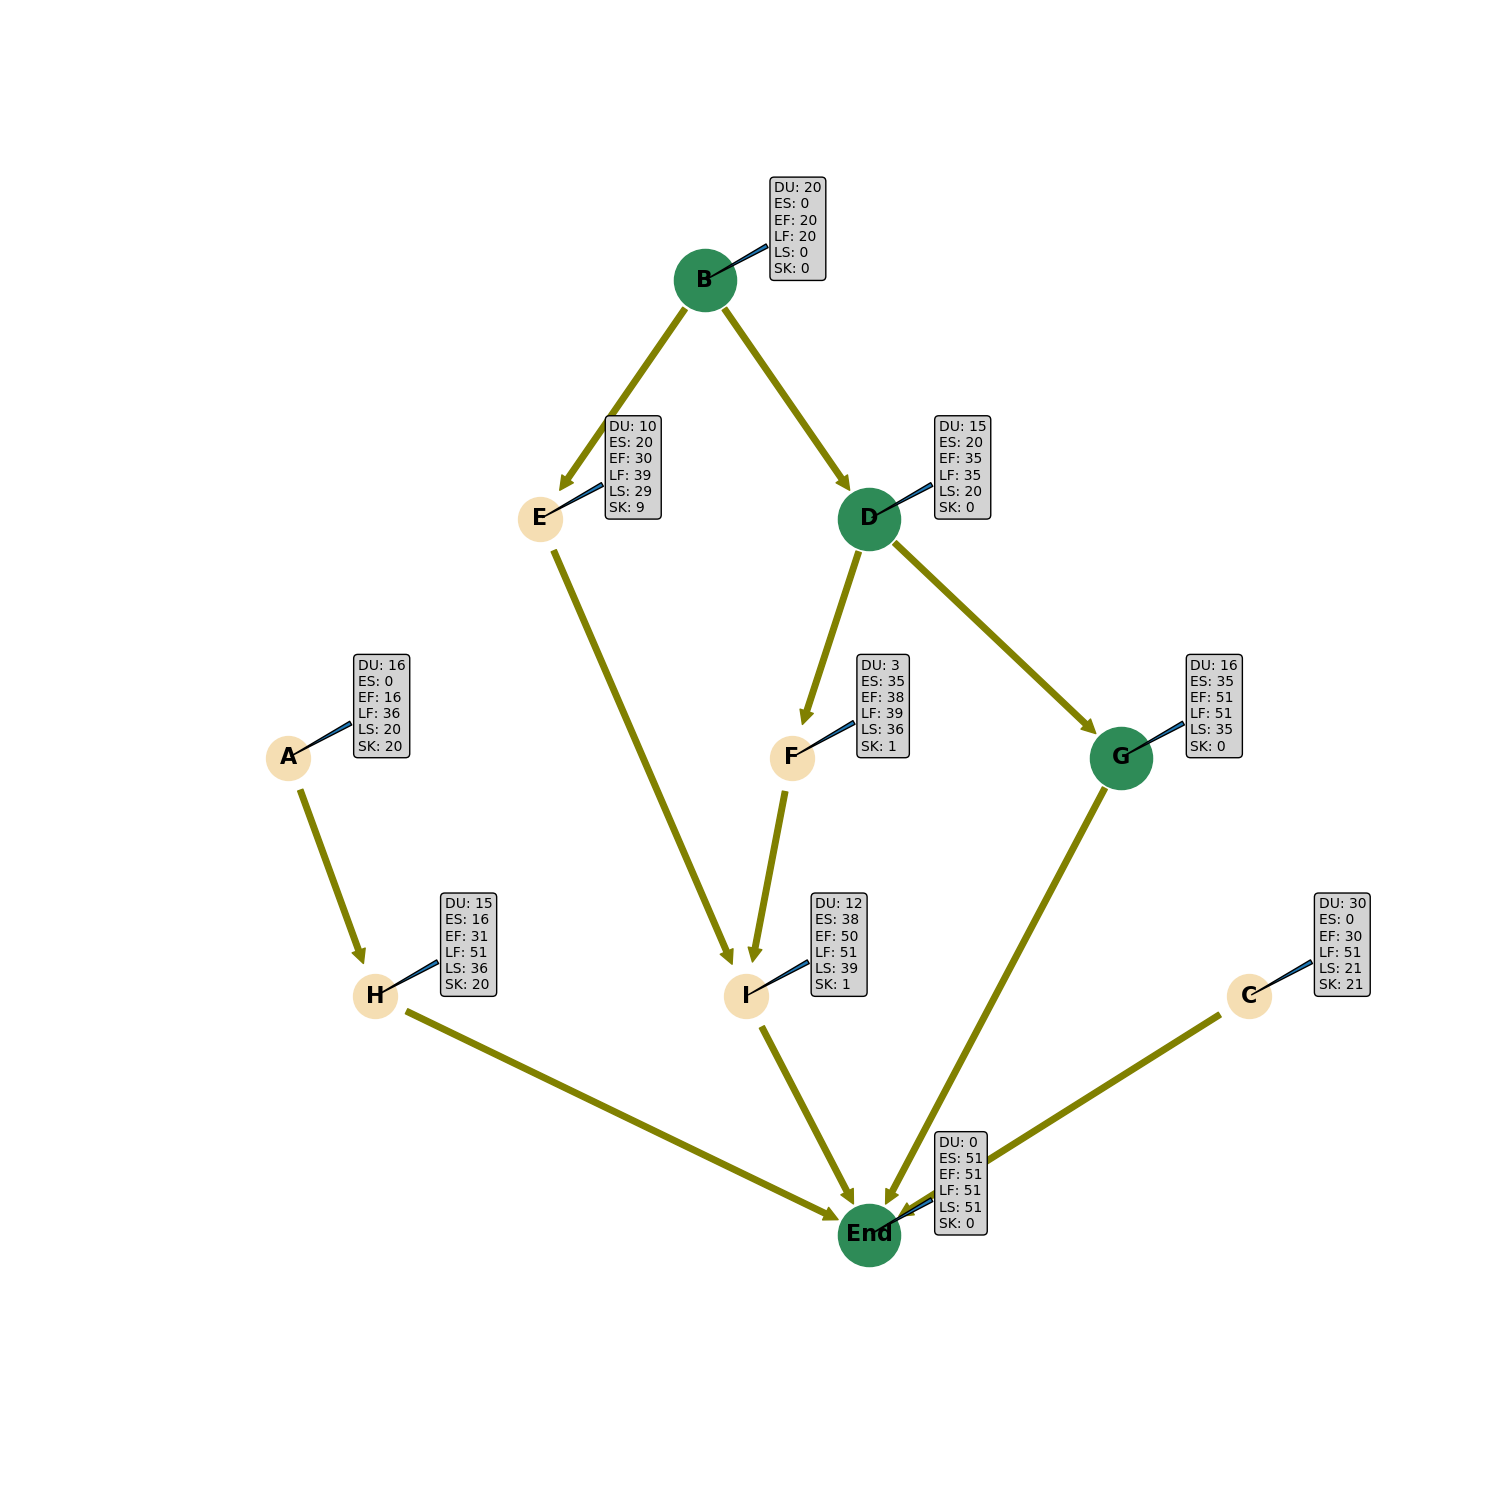 DU: 20
ES: 0
EF: 20
LF: 20
LS: 0
SK: 0
B
DU: 10
ES: 20
EF: 30
LF: 39
LS: 29
SK: 9
E
DU: 15
ES: 20
EF: 35
LF: 35
LS: 20
SK: 0
D
DU: 16
ES: 0
EF: 16
LF: 36
LS: 20
SK: 20
A
DU: 3
ES: 35
EF: 38
LF: 39
LS: 36
SK: 1
F
DU: 16
ES: 35
EF: 51
LF: 51
LS: 35
SK: 0
G
DU: 15
ES: 16
EF: 31
LF: 51
LS: 36
SK: 20
H
DU: 12
ES: 38
EF: 50
LF: 51
LS: 39
SK: 1
I
DU: 30
ES: 0
EF: 30
LF: 51
LS: 21
SK: 21
C
DU: 0
ES: 51
EF: 51
LF: 51
LS: 51
SK: 0
End